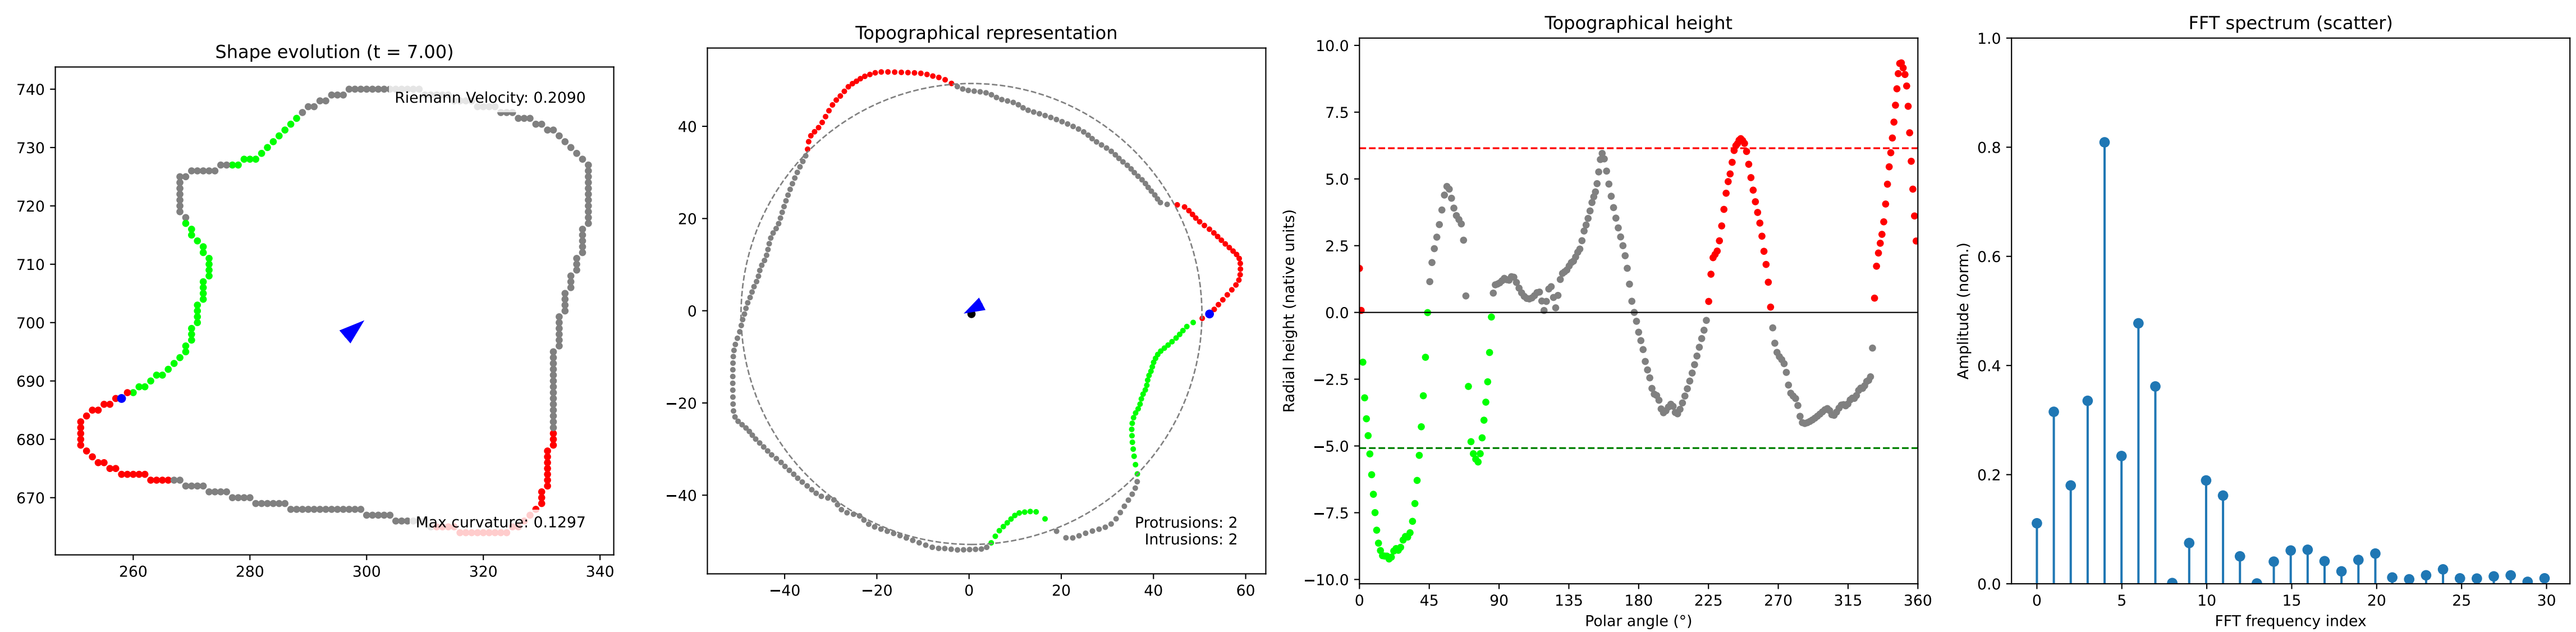 Shape evolution (t = 7.00)
Riemann Velocity: 0.2090
Max curvature: 0.1297
740
730
720
710
700
690
680
670
260 280 300 320 340
Topographical representation
40
20
0
−20
−40
Protrusions: 2
Intrusions: 2
−40 −20 0 20 40 60
Topographical height
Radial height (native units)
10.0
7.5
5.0
2.5
0.0
−2.5
−5.0
−7.5
−10.0
0 45 90 135 180 225 270 315 360
Polar angle (°)
FFT spectrum (scatter)
Amplitude (norm.)
1.0
0.8
0.6
0.4
0.2
0.0
0 5 10 15 20 25 30
FFT frequency index